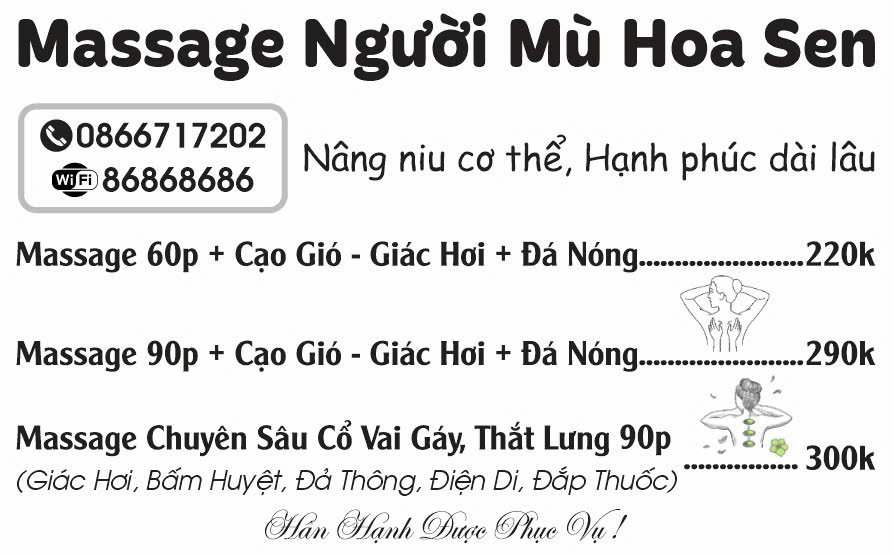 Massage Người Mù Hoa Sen
0866717202
WiFi 86868686
Nâng niu cơ thể, Hạnh phúc dài lâu
Massage 60p + Cạo Gió - Giác Hơi + Đá Nóng.......................220k
Massage 90p + Cạo Gió - Giác Hơi + Đá Nóng.......................290k
Massage Chuyên Sâu Cổ Vai Gáy, Thắt Lưng 90p
(Giác Hơi, Bấm Huyệt, Đả Thông, Điện Di, Đắp Thuốc) ................ 300k
Hân Hạnh Được Phục Vụ !